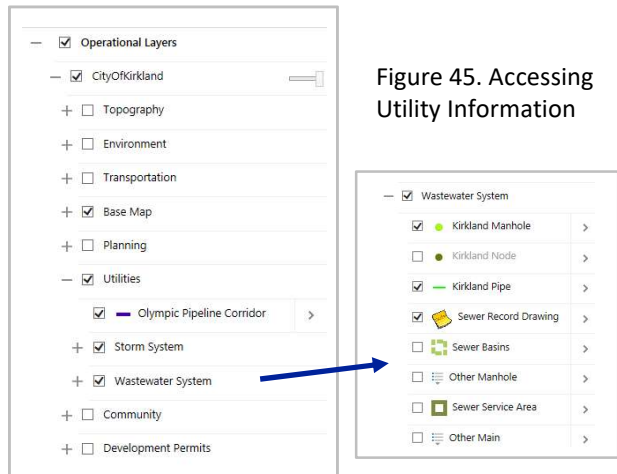 Operational Layers
CityOfKirkland
Topography
Environment
Transportation
Base Map
Planning
Utilities
Olympic Pipeline Corridor
Storm System
Wastewater System
Community
Development Permits
Figure 45. Accessing
Utility Information
Wastewater System
Kirkland Manhole
Kirkland Node
Kirkland Pipe
Sewer Record Drawing
Sewer Basins
Other Manhole
Sewer Service Area
Other Main